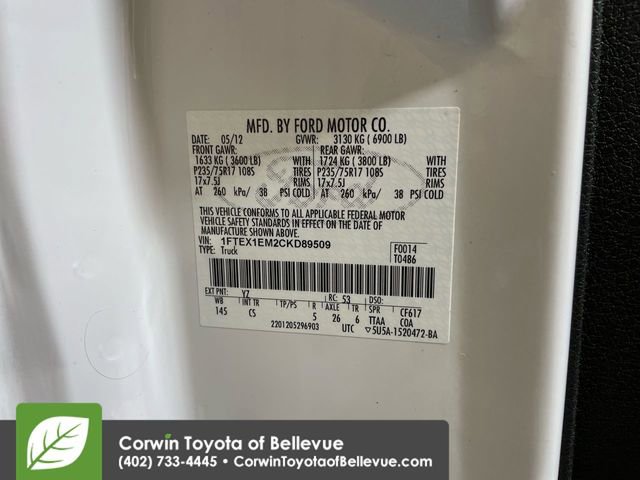 MFD. BY FORD MOTOR CO.
DATE: 05/12 GVWR: 3130 KG ( 6900 LB)
FRONT GAWR: REAR GAWR:
1633 KG ( 3600 LB) WITH 1724 KG ( 3800 LB) WITH
P235/75R17 108S TIRES P235/75R17 108S TIRES
17x7.5J RIMS 17x7.5J RIMS
AT 260 kPa/ 38 PSI COLD AT 260 kPa/ 38 PSI COLD
THIS VEHICLE CONFORMS TO ALL APPLICABLE FEDERAL MOTOR
VEHICLE SAFETY STANDARDS IN EFFECT ON THE DATE OF
MANUFACTURE SHOWN ABOVE.
VIN: 1FTEX1EM2CKD89509 F0014
TYPE: Truck T0486
EXT PNT: YZ RC: 53 DSO:
WB INT TR TP/PS R AXLE TR SPR CF617
145 CS 5 26 6 TTAA COA
2201205296903 UTC ▽5U5A-1520472-BA
Ford
Corwin Toyota of Bellevue
(402) 733-4445 • CorwinToyotaofBellevue.com